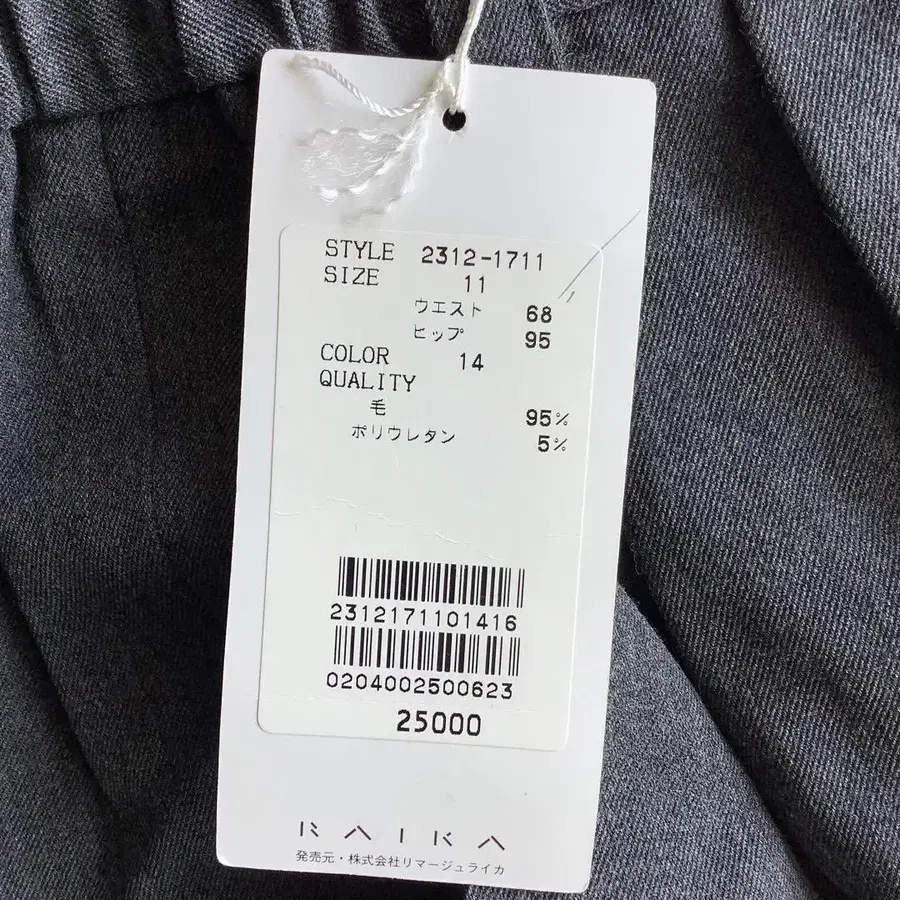 STYLE 2312-1711
SIZE 11
ウエスト 68
ヒップ 95
COLOR 14
QUALITY
毛 95%
ポリウレタン 5%
2312171101416
0204002500623
25000
RAIKA
発売元・株式会社リマージュライカ